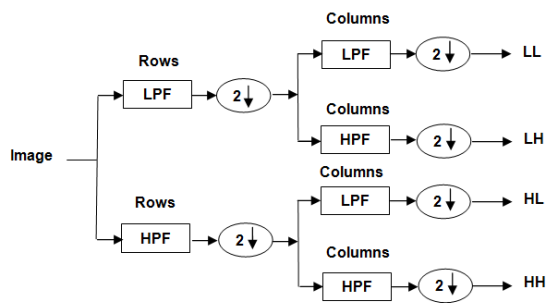 Columns
LPF
2
LL
Rows
LPF
2
Columns
HPF
2
LH
Image
Columns
LPF
2
HL
Rows
HPF
2
Columns
HPF
2
HH